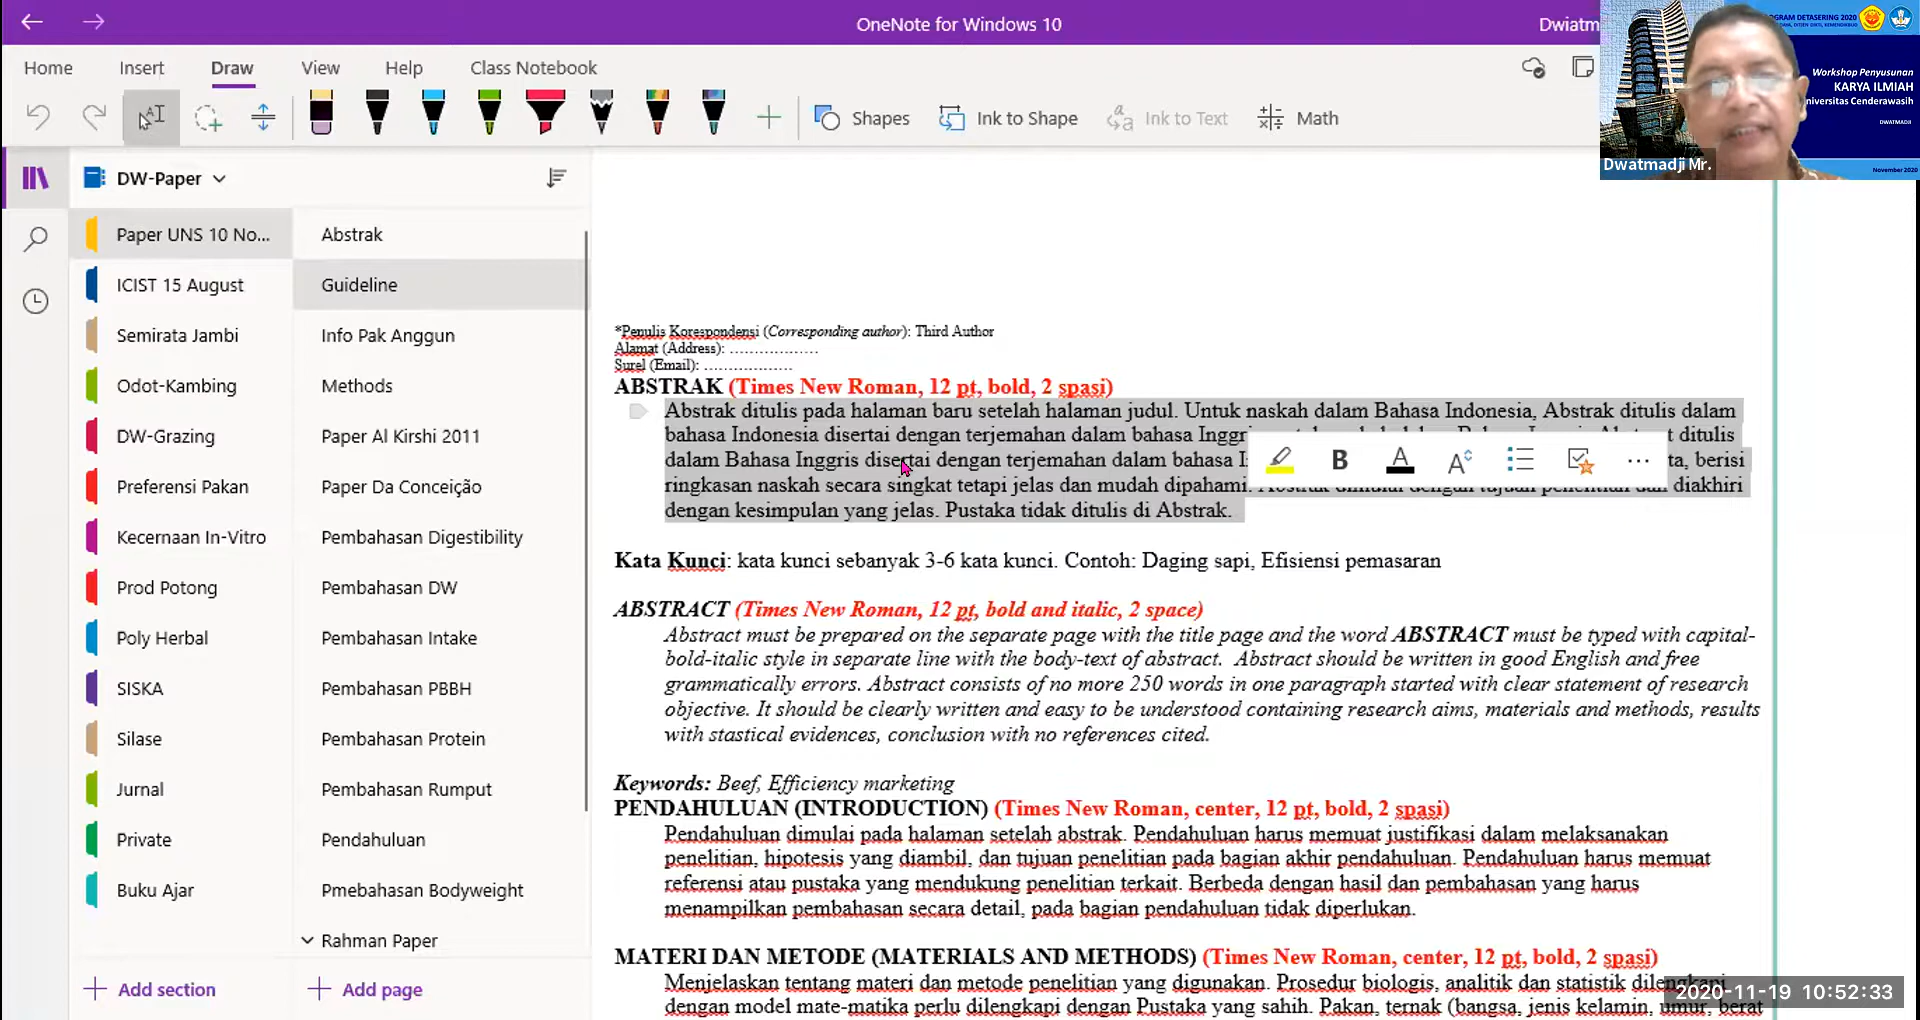 OneNote for Windows 10
Dwiatm
Home
Insert
Draw
View
Help
Class Notebook
Shapes
Ink to Shape
Ink to Text
Math
PROGRAM DETASERING 2020
Workshop Penyusunan
KARYA ILMIAH
niversitas Cenderawasih
DWATMADJI
November 2020
Dwatmadji Mr.
DW-Paper
Paper UNS 10 No...
ICIST 15 August
Semirata Jambi
Odot-Kambing
DW-Grazing
Preferensi Pakan
Kecernaan In-Vitro
Prod Potong
Poly Herbal
SISKA
Silase
Jurnal
Private
Buku Ajar
Add section
Abstrak
Guideline
Info Pak Anggun
Methods
Paper Al Kirshi 2011
Paper Da Conceição
Pembahasan Digestibility
Pembahasan DW
Pembahasan Intake
Pembahasan PBBH
Pembahasan Protein
Pembahasan Rumput
Pendahuluan
Pmebahasan Bodyweight
Rahman Paper
Add page
*Penulis Korespondensi (Corresponding author): Third Author
Alamat (Address): ..................
Surel (Email): ..................
ABSTRAK (Times New Roman, 12 pt, bold, 2 spasi)
Abstrak ditulis pada halaman baru setelah halaman judul. Untuk naskah dalam Bahasa Indonesia, Abstrak ditulis dalam
bahasa Indonesia disertai dengan terjemahan dalam bahasa Inggri t ditulis
dalam Bahasa Inggris disertai dengan terjemahan dalam bahasa I ta, berisi
ringkasan naskah secara singkat tetapi jelas dan mudah dipahami. Abstrak dimulai dengan tujuan penelitian dan diakhiri
dengan kesimpulan yang jelas. Pustaka tidak ditulis di Abstrak.
Kata Kunci: kata kunci sebanyak 3-6 kata kunci. Contoh: Daging sapi, Efisiensi pemasaran
ABSTRACT (Times New Roman, 12 pt, bold and italic, 2 space)
Abstract must be prepared on the separate page with the title page and the word ABSTRACT must be typed with capital-
bold-italic style in separate line with the body-text of abstract. Abstract should be written in good English and free
grammatically errors. Abstract consists of no more 250 words in one paragraph started with clear statement of research
objective. It should be clearly written and easy to be understood containing research aims, materials and methods, results
with stastical evidences, conclusion with no references cited.
Keywords: Beef, Efficiency marketing
PENDAHULUAN (INTRODUCTION) (Times New Roman, center, 12 pt, bold, 2 spasi)
Pendahuluan dimulai pada halaman setelah abstrak. Pendahuluan harus memuat justifikasi dalam melaksanakan
penelitian, hipotesis yang diambil, dan tujuan penelitian pada bagian akhir pendahuluan. Pendahuluan harus memuat
referensi atau pustaka yang mendukung penelitian terkait. Berbeda dengan hasil dan pembahasan yang harus
menampilkan pembahasan secara detail, pada bagian pendahuluan tidak diperlukan.
MATERI DAN METODE (MATERIALS AND METHODS) (Times New Roman, center, 12 pt, bold, 2 spasi)
Menjelaskan tentang materi dan metode penelitian yang digunakan. Prosedur biologis, analitik dan statistik dilengkapi
dengan model mate-matika perlu dilengkapi dengan Pustaka yang sahih. Pakan, ternak (bangsa, jenis kelamin, umur, berat
2020-11-19 10:52:33